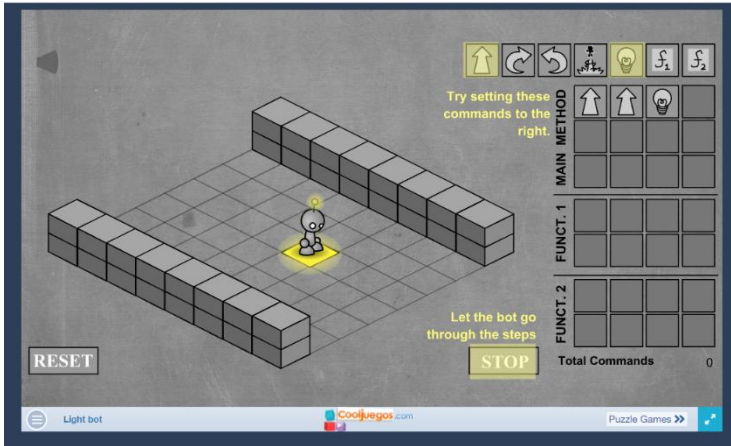 Try setting these
commands to the
right.
MAIN METHOD
FUNCT. 1
FUNCT. 2
Let the bot go
through the steps
RESET
STOP
Total Commands 0
Light bot
Cooljuegos.com
Puzzle Games